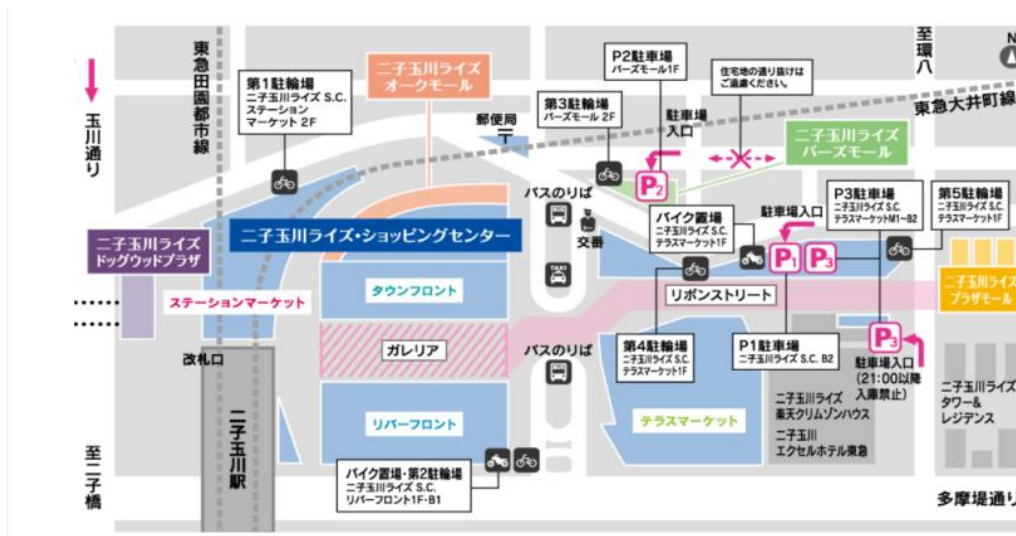 玉川通り
至二子橋
東急田園都市線
第1駐輪場
二子玉川ライズ S.C.
ステーション
マーケット 2F
二子玉川ライズ
オークモール
郵便局
第3駐輪場
バーズモール 2F
P2駐車場
バーズモール1F
駐車場
入口
住宅地の通り抜けは
ご遠慮ください。
至環八
N
東急大井町線
二子玉川ライズ
バーズモール
P2
バスのりば
BUS
交番
TAXI
バイク置場
二子玉川ライズ S.C.
テラスマーケット1F
駐車場入口
P3駐車場
二子玉川ライズ S.C.
テラスマーケットM1~B2
第5駐輪場
二子玉川ライズ S.C.
テラスマーケット1F
P1
P3
二子玉川ライズ
ドッグウッドプラザ
二子玉川ライズ・ショッピングセンター
ステーションマーケット
タウンフロント
ガレリア
リバーフロント
改札口
二子玉川駅
リボンストリート
二子玉川ライズ
プラザモール
バスのりば
BUS
第4駐輪場
二子玉川ライズ S.C.
テラスマーケット1F
P1駐車場
二子玉川ライズ S.C. B2
P3
駐車場入口
(21:00以降
入庫禁止)
テラスマーケット
二子玉川ライズ
楽天クリムゾンハウス
二子玉川
エクセルホテル東急
二子玉川ライズ
タワー&
レジデンス
バイク置場・第2駐輪場
二子玉川ライズ S.C.
リバーフロント1F・B1
多摩堤通り